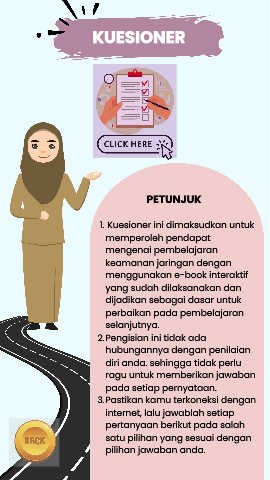 KUESIONER
CLICK HERE
PETUNJUK
1. Kuesioner ini dimaksudkan untuk
memperoleh pendapat
mengenai pembelajaran
keamanan jaringan dengan
menggunakan e-book interaktif
yang sudah dilaksanakan dan
dijadikan sebagai dasar untuk
perbaikan pada pembelajaran
selanjutnya.
2.Pengisian ini tidak ada
hubungannya dengan penilaian
diri anda. sehingga tidak perlu
ragu untuk memberikan jawaban
pada setiap pernyataan.
3.Pastikan kamu terkoneksi dengan
internet, lalu jawablah setiap
pertanyaan berikut pada salah
satu pilihan yang sesuai dengan
pilihan jawaban anda.
BACK